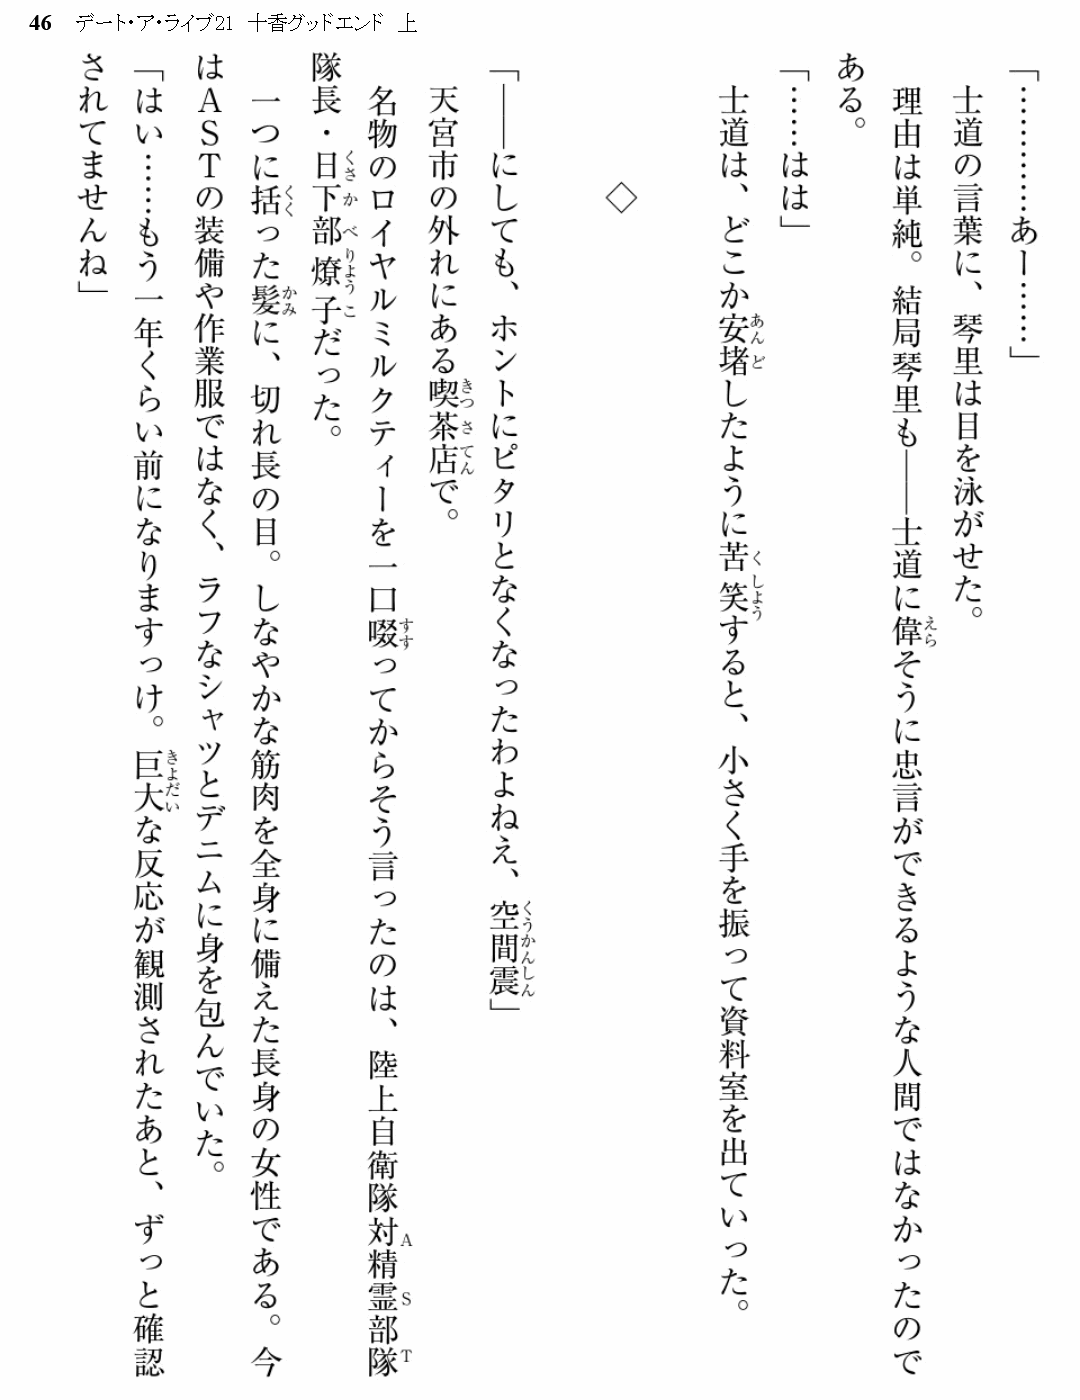 46 デート・ア・ライブ21 十香グッドエンド 上
「…………あー……」
士道の言葉に、琴里は目を泳がせた。
理由は単純。結局琴里も――士道に偉そうに忠言ができるような人間ではなかったので
ある。
「……はは」
士道は、どこか安堵したように苦笑すると、小さく手を振って資料室を出ていった。
◇
「――にしても、ホントにピタリとなくなったわよねえ、空間震」
天宮市の外れにある喫茶店で。
名物のロイヤルミルクティーを一口啜ってからそう言ったのは、陸上自衛隊対精霊部隊
隊長・日下部燎子だった。
一つに括った髪に、切れ長の目。しなやかな筋肉を全身に備えた長身の女性である。今
はASTの装備や作業服ではなく、ラフなシャツとデニムに身を包んでいた。
「はい……もう一年くらい前になりますっけ。巨大な反応が観測されたあと、ずっと確認
されてませんね」